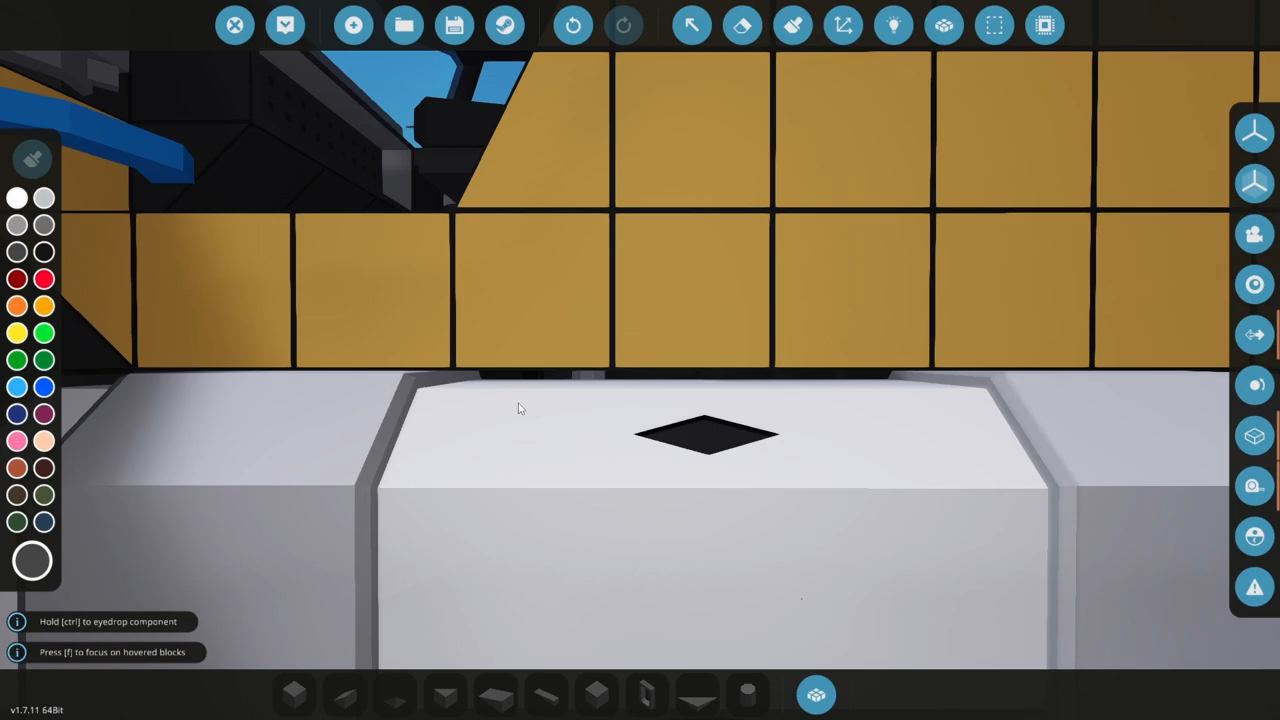 Hold [ctrl] to eyedrop component
Press [f] to focus on hovered blocks
v1.7.11 64Bit